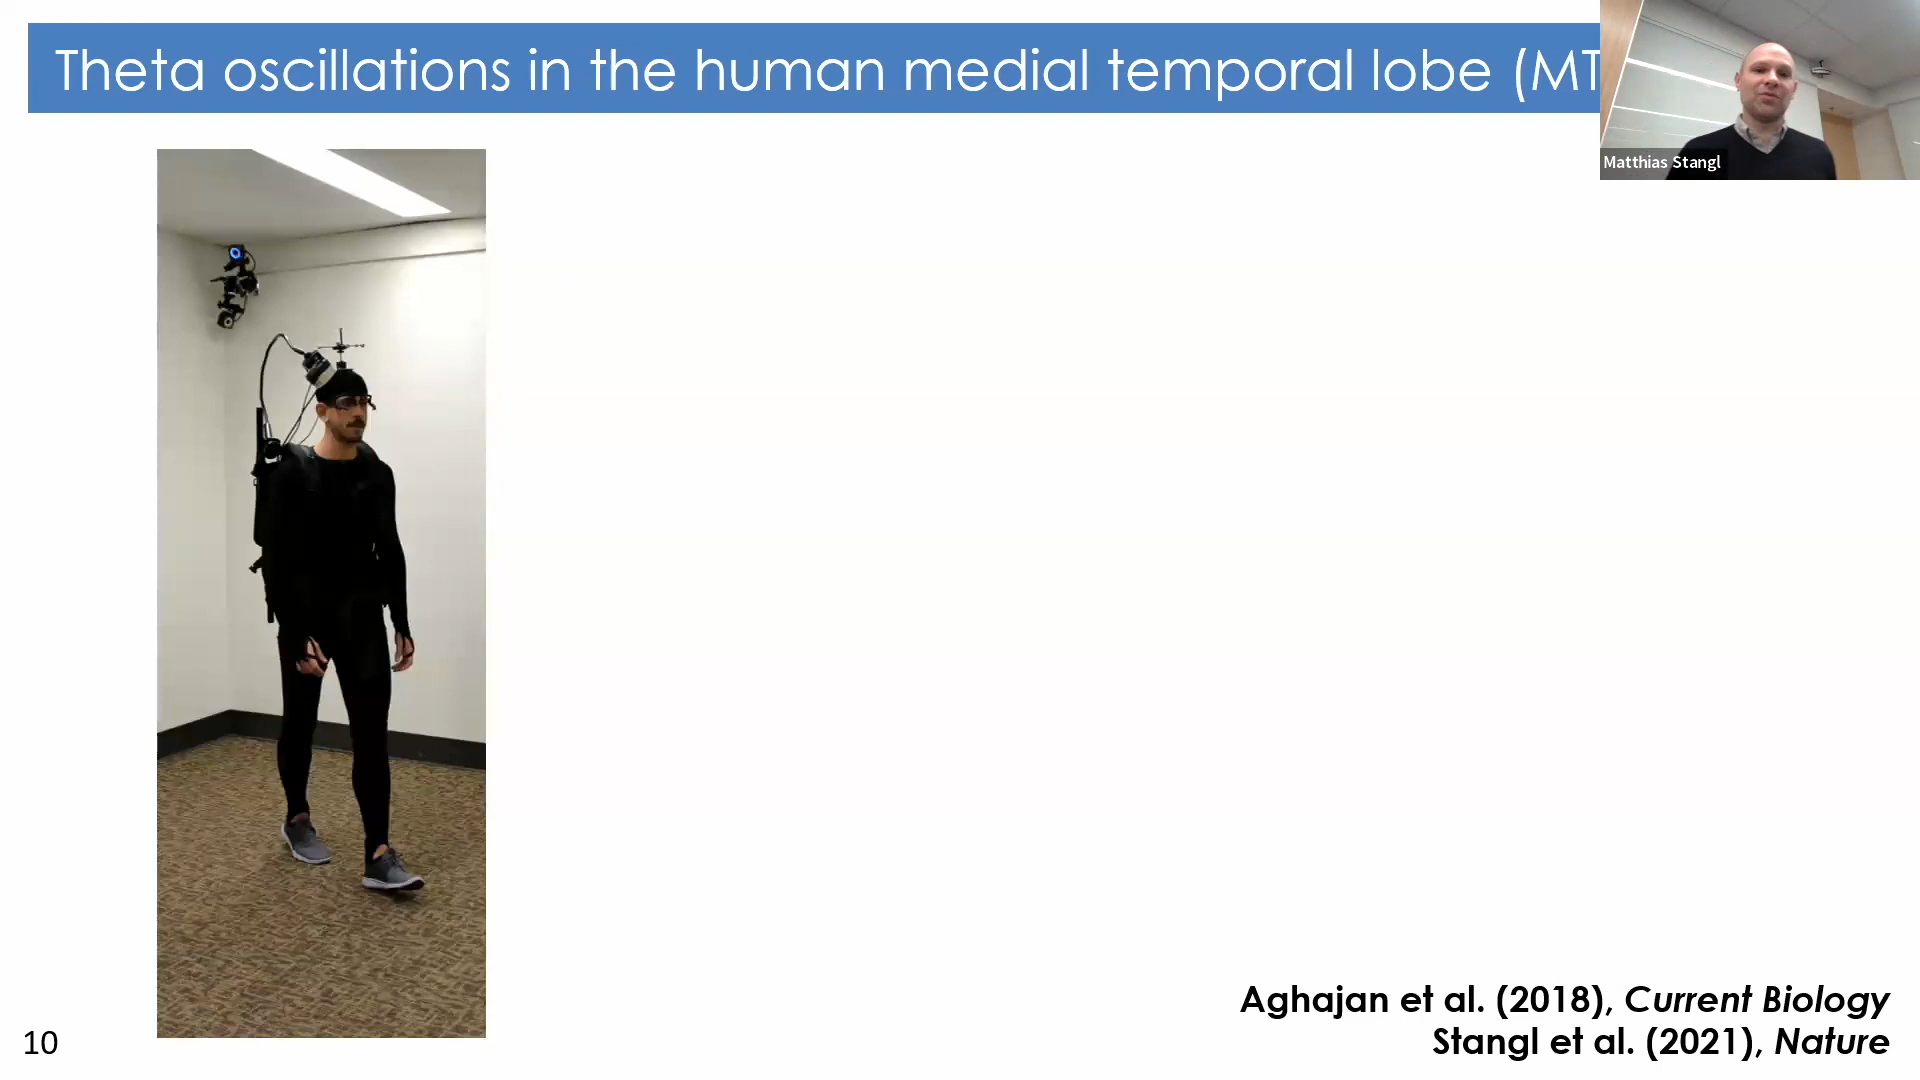 Theta oscillations in the human medial temporal lobe (MT
Matthias Stangl
Aghajan et al. (2018), Current Biology
Stangl et al. (2021), Nature
10